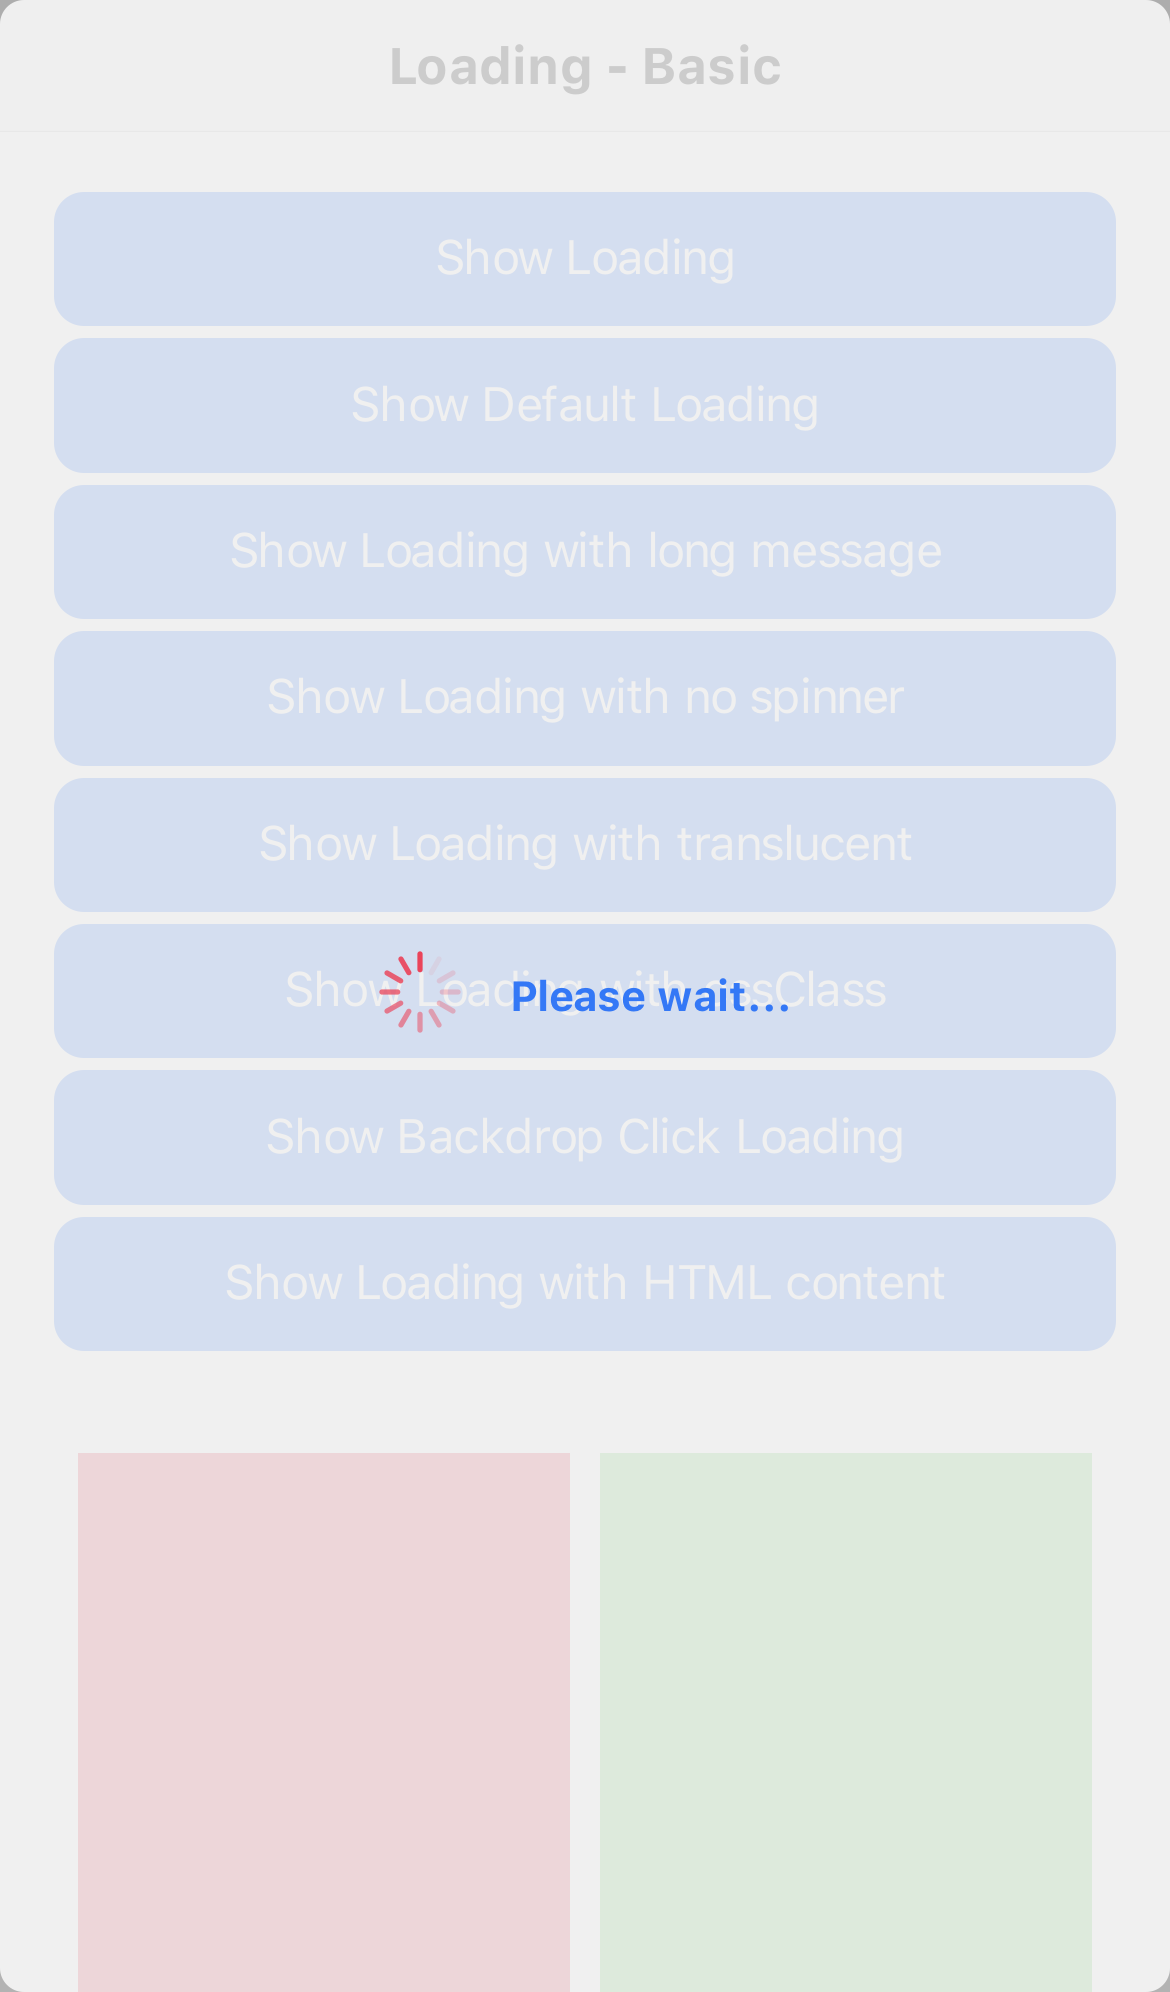 Loading - Basic
Show Loading
Show Default Loading
Show Loading with long message
Show Loading with no spinner
Show Loading with translucent
Show Loading with cssClass
Please wait...
Show Backdrop Click Loading
Show Loading with HTML content